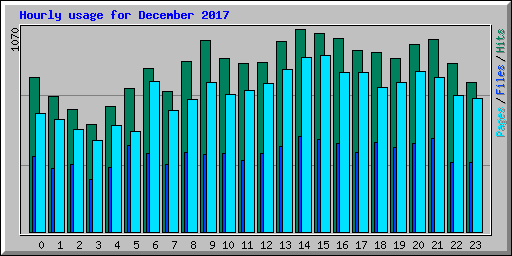 Hourly usage for December 2017
1070
Pages/Files/Hits
0 1 2 3 4 5 6 7 8 9 10 11 12 13 14 15 16 17 18 19 20 21 22 23